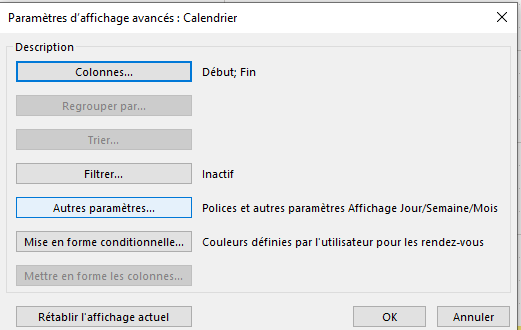 Paramètres d'affichage avancés : Calendrier
Description
Colonnes... Début; Fin
Regrouper par...
Trier...
Filtrer... Inactif
Autres paramètres... Polices et autres paramètres Affichage Jour/Semaine/Mois
Mise en forme conditionnelle... Couleurs définies par l'utilisateur pour les rendez-vous
Mettre en forme les colonnes...
Rétablir l'affichage actuel OK Annuler